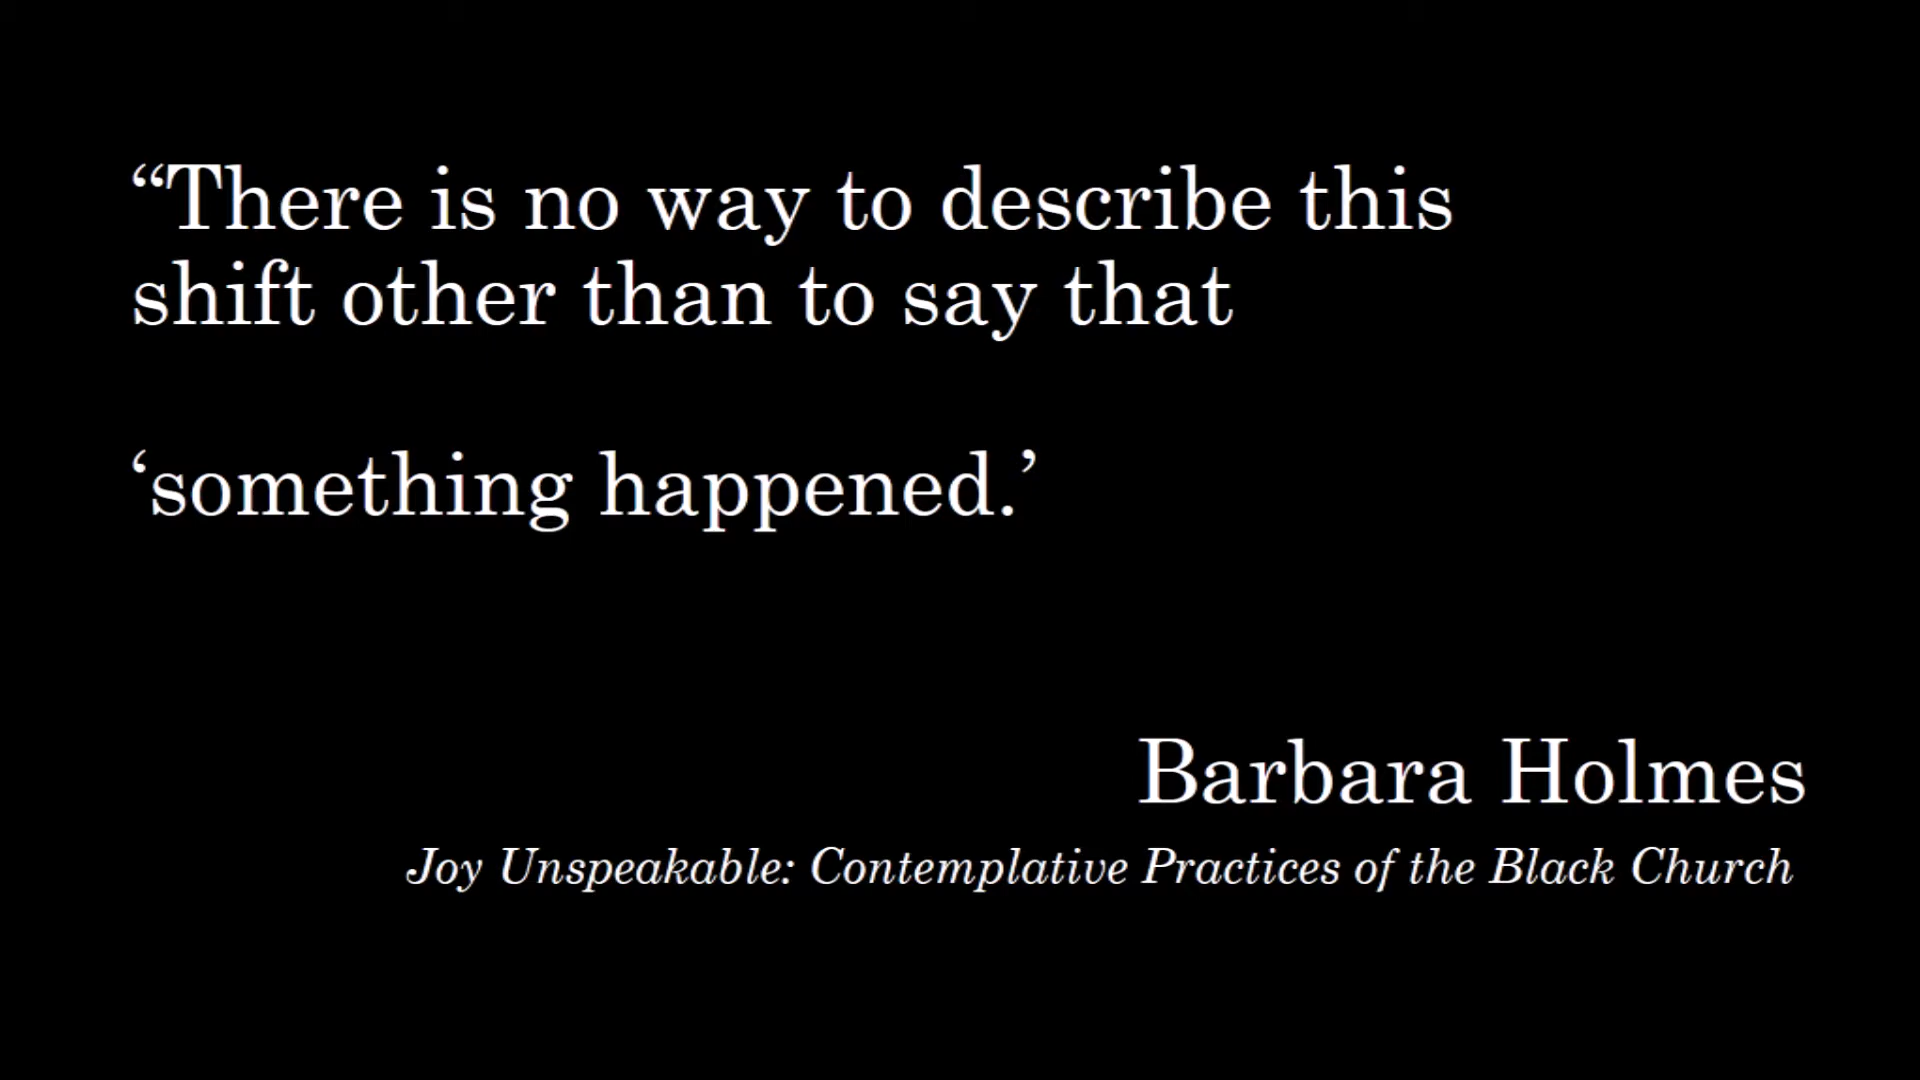 “There is no way to describe this
shift other than to say that
‘something happened.’
Barbara Holmes
Joy Unspeakable: Contemplative Practices of the Black Church